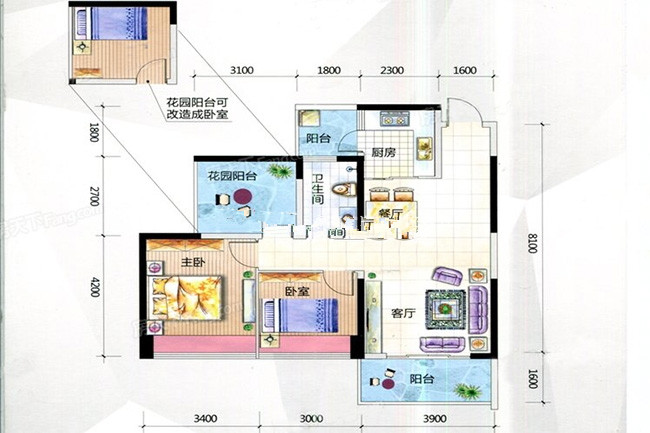 3100 1800 2300 1600
花园阳台可
改造成卧室
1800
2700
4200
阳台
厨房
花园阳台
卫生间
餐厅
间
主卧
卧室
客厅
阳台
8100
1600
3400 3000 3900